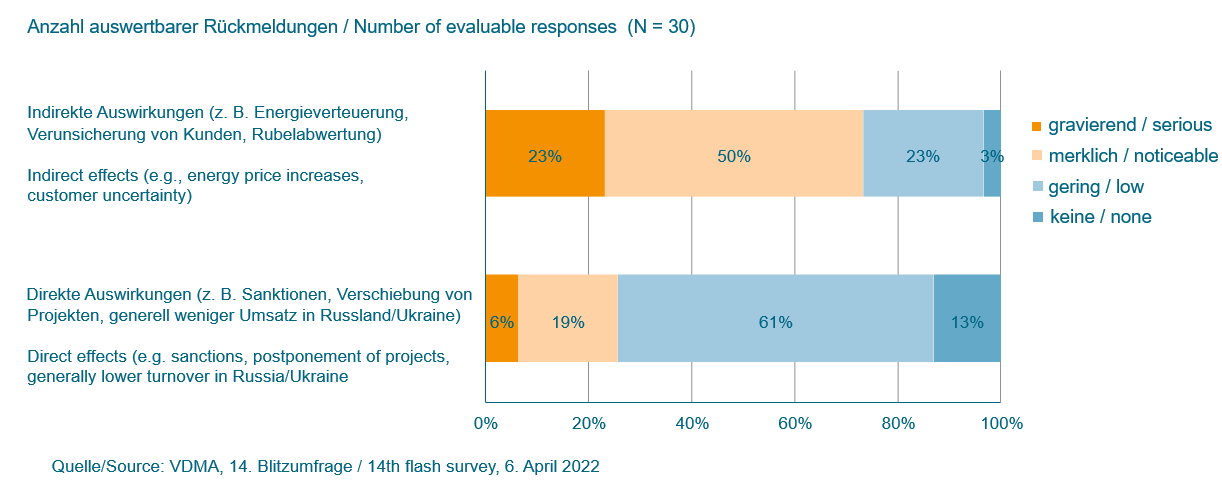 Anzahl auswertbarer Rückmeldungen / Number of evaluable responses (N = 30)
Indirekte Auswirkungen (z. B. Energieverteuerung,
Verunsicherung von Kunden, Rubelabwertung)
Indirect effects (e.g., energy price increases,
customer uncertainty)
23%
50%
23%
3%
gravierend / serious
merklich / noticeable
gering / low
keine / none
Direkte Auswirkungen (z. B. Sanktionen, Verschiebung von
Projekten, generell weniger Umsatz in Russland/Ukraine)
Direct effects (e.g. sanctions, postponement of projects,
generally lower turnover in Russia/Ukraine
6%
19%
61%
13%
0%
20%
40%
60%
80%
100%
Quelle/Source: VDMA, 14. Blitzumfrage / 14th flash survey, 6. April 2022